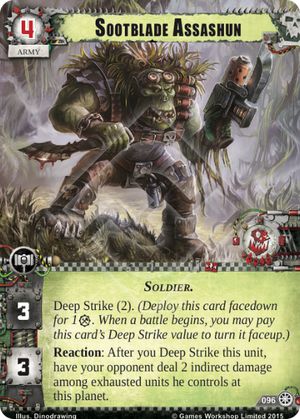 4
SOOTBLADE ASSASHUN
ARMY
SOLDIER.
3
Deep Strike (2). (Deploy this card facedown
for 1 . When a battle begins, you may pay
this card's Deep Strike value to turn it faceup.)
3
Reaction: After you Deep Strike this unit,
have your opponent deal 2 indirect damage
among exhausted units he controls at
this planet.
096
Illus. Dinodrawing
© Games Workshop Limited 2015